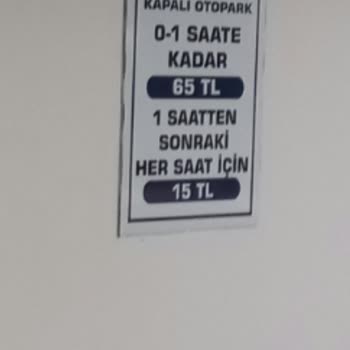 KAPALI OTOPARK
0-1 SAATE
KADAR
65 TL
1 SAATTEN
SONRAKİ
HER SAAT İÇİN
15 TL